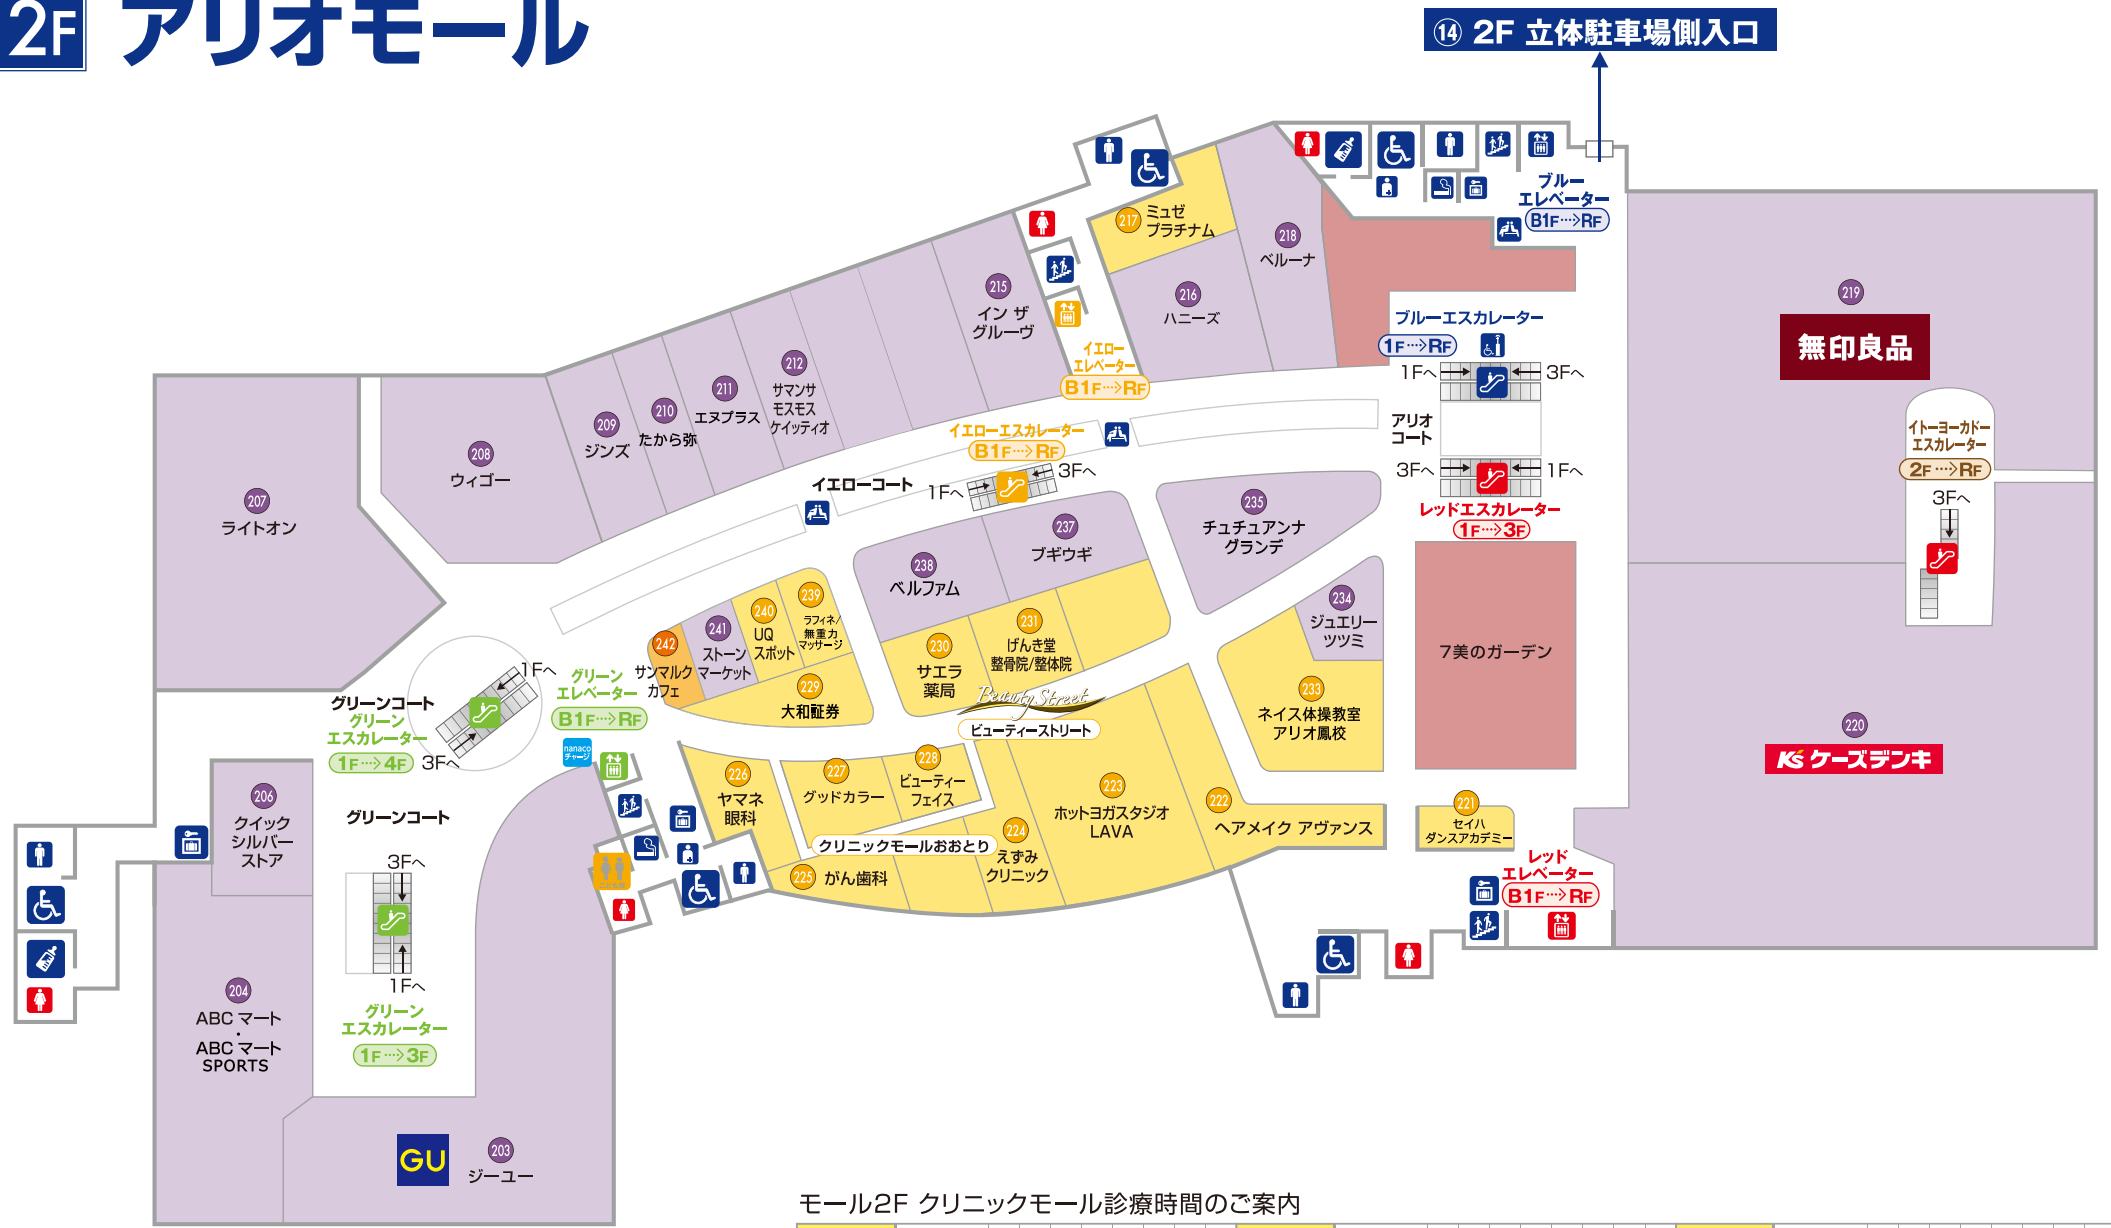 2F アリオモール
⑭ 2F 立体駐車場側入口
ブルー
エレベーター
B1F…>RF
217 ミュゼ
プラチナム
218
ベルーナ
216
ハニーズ
215
イン ザ
グルーヴ
イエロー
エレベーター
B1F…>RF
212
サマンサ
モスモス
ケイッティオ
211
エヌプラス
210
たから弥
209
ジンズ
208
ウィゴー
207
ライトオン
219
無印良品
ブルーエスカレーター
1F…>RF
1Fへ
3Fへ
アリオ
コート
3Fへ
1Fへ
レッドエスカレーター
1F…>3F
イトーヨーカドー
エスカレーター
2F…>RF
3Fへ
イエローエスカレーター
B1F…>RF
3Fへ
1Fへ
イエローコート
235
チュチュアンナ
グランデ
237
ブギウギ
238
ベルファム
239
ラフィネ/
無重力
マッサージ
240
UQ
スポット
241
ストーン
マーケット
242
サンマルク
カフェ
229
大和証券
230
サエラ
薬局
231
げんき堂
整骨院/整体院
234
ジュエリー
ツツミ
233
ネイス体操教室
アリオ鳳校
7美のガーデン
220
K's ケーズデンキ
Beauty Street
ビューティーストリート
1Fへ
グリーンコート
グリーン
エスカレーター
1F…>4F
3Fへ
グリーン
エレベーター
B1F…>RF
nanaco
チャージ
226
ヤマネ
眼科
227
グッドカラー
228
ビューティー
フェイス
223
ホットヨガスタジオ
LAVA
222
ヘアメイク アヴァンス
221
セイハ
ダンスアカデミー
クリニックモールおおとり
224
えずみ
クリニック
225 がん歯科
レッド
エレベーター
B1F…>RF
206
クイック
シルバー
ストア
グリーンコート
3Fへ
1Fへ
グリーン
エスカレーター
1F…>3F
204
ABC マート
・
ABC マート
SPORTS
GU
203
ジーユー
モール2F クリニックモール診療時間のご案内